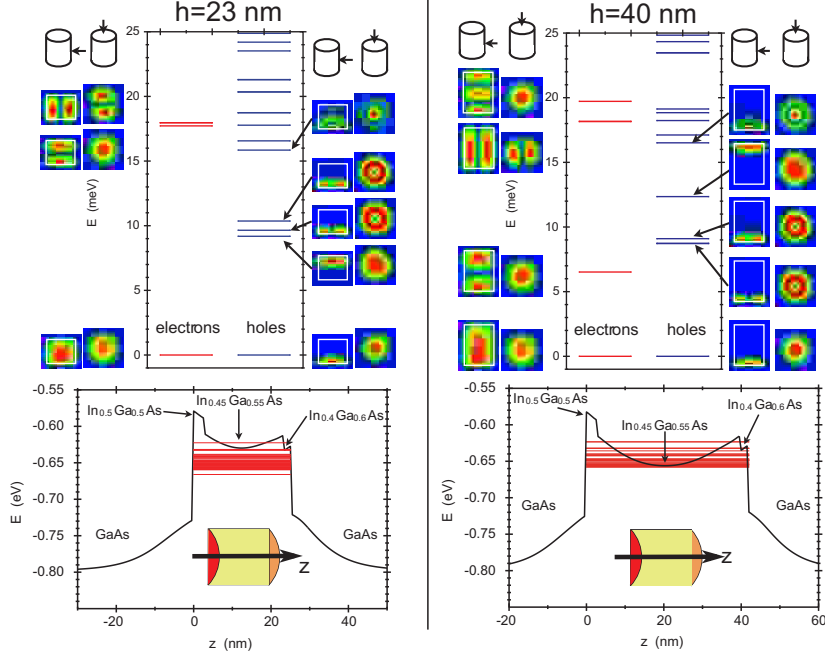 h=23 nm
25
20
15
10
5
0
E (meV)
electrons
holes
-0.55
-0.60
-0.65
-0.70
-0.75
-0.80
E (eV)
In0.5Ga0.5As
In0.45Ga0.55As
In0.4Ga0.6As
GaAs
GaAs
z
-20
0
20
40
z (nm)
h=40 nm
25
20
15
10
5
0
E (meV)
electrons
holes
-0.55
-0.60
-0.65
-0.70
-0.75
-0.80
E (eV)
In0.5Ga0.5As
In0.45Ga0.55As
In0.4Ga0.6As
GaAs
GaAs
z
-20
0
20
40
60
z (nm)